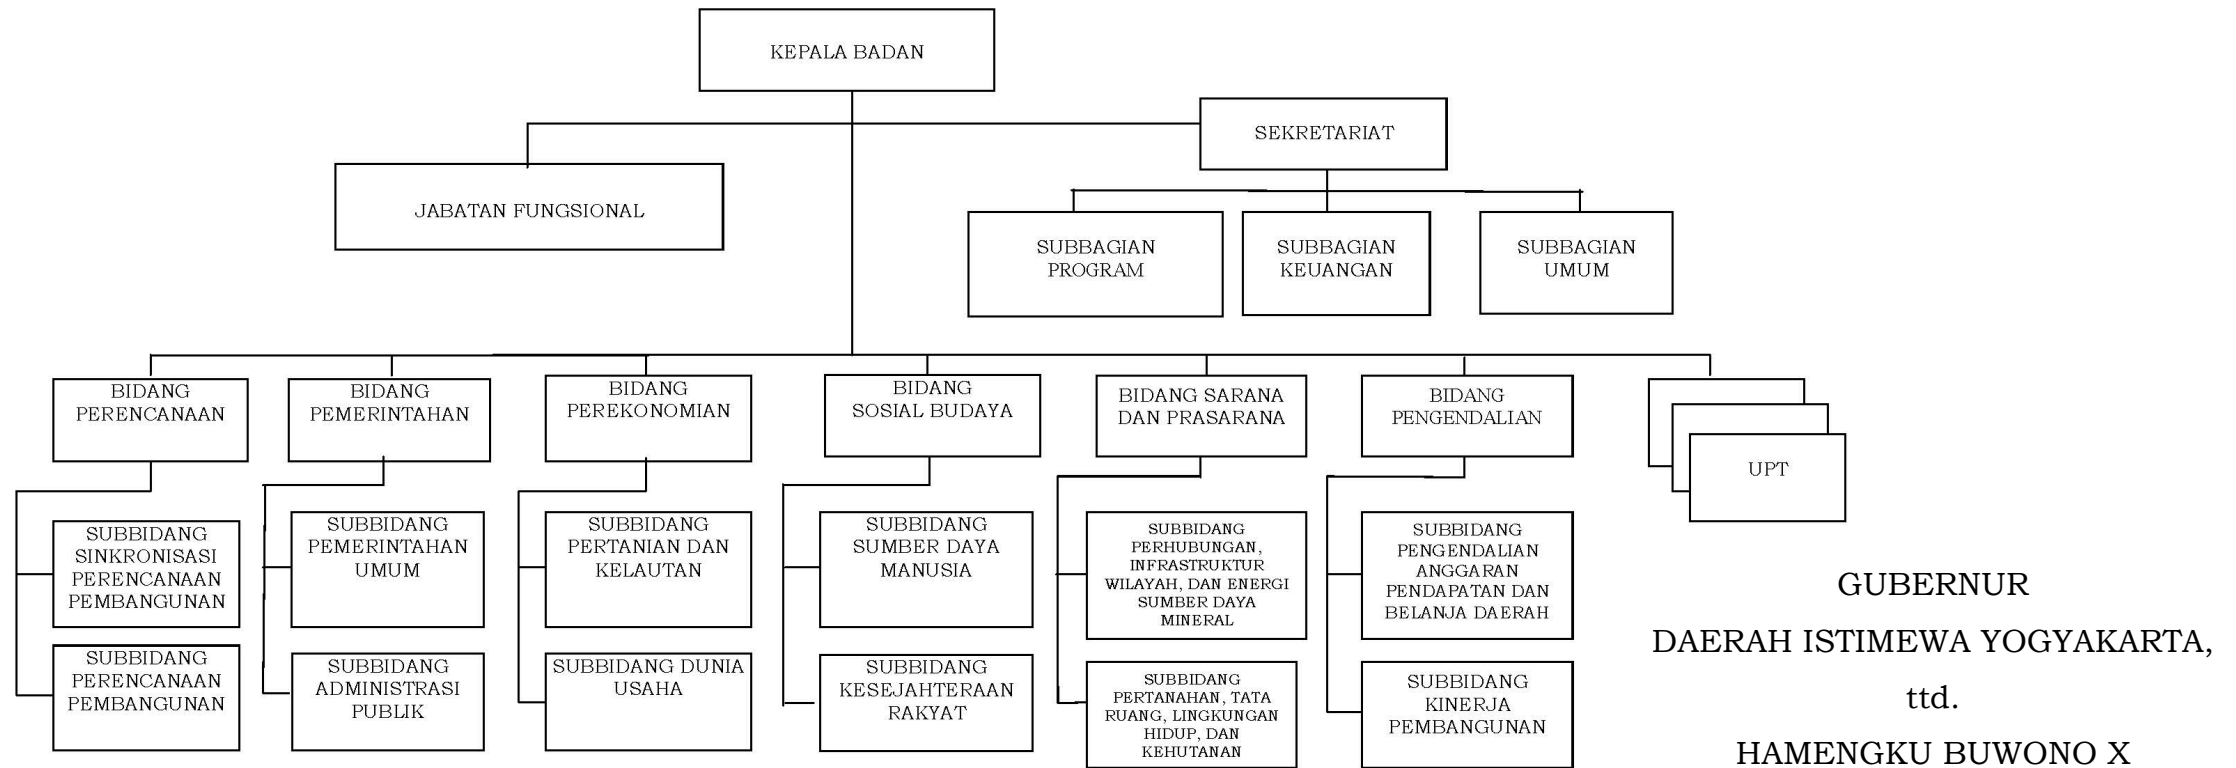 KEPALA BADAN
SEKRETARIAT
JABATAN FUNGSIONAL
SUBBAGIAN
PROGRAM
SUBBAGIAN
KEUANGAN
SUBBAGIAN
UMUM
BIDANG
PERENCANAAN
BIDANG
PEMERINTAHAN
BIDANG
PEREKONOMIAN
BIDANG
SOSIAL BUDAYA
BIDANG SARANA
DAN PRASARANA
BIDANG
PENGENDALIAN
UPT
SUBBIDANG
SINKRONISASI
PERENCANAAN
PEMBANGUNAN
SUBBIDANG
PEMERINTAHAN
UMUM
SUBBIDANG
PERTANIAN DAN
KELAUTAN
SUBBIDANG
SUMBER DAYA
MANUSIA
SUBBIDANG
PERHUBUNGAN,
INFRASTRUKTUR
WILAYAH, DAN ENERGI
SUMBER DAYA
MINERAL
SUBBIDANG
PENGENDALIAN
ANGGARAN
PENDAPATAN DAN
BELANJA DAERAH
SUBBIDANG
PERENCANAAN
PEMBANGUNAN
SUBBIDANG
ADMINISTRASI
PUBLIK
SUBBIDANG DUNIA
USAHA
SUBBIDANG
KESEJAHTERAAN
RAKYAT
SUBBIDANG
PERTANAHAN, TATA
RUANG, LINGKUNGAN
HIDUP, DAN
KEHUTANAN
SUBBIDANG
KINERJA
PEMBANGUNAN
GUBERNUR
DAERAH ISTIMEWA YOGYAKARTA,
ttd.
HAMENGKU BUWONO X